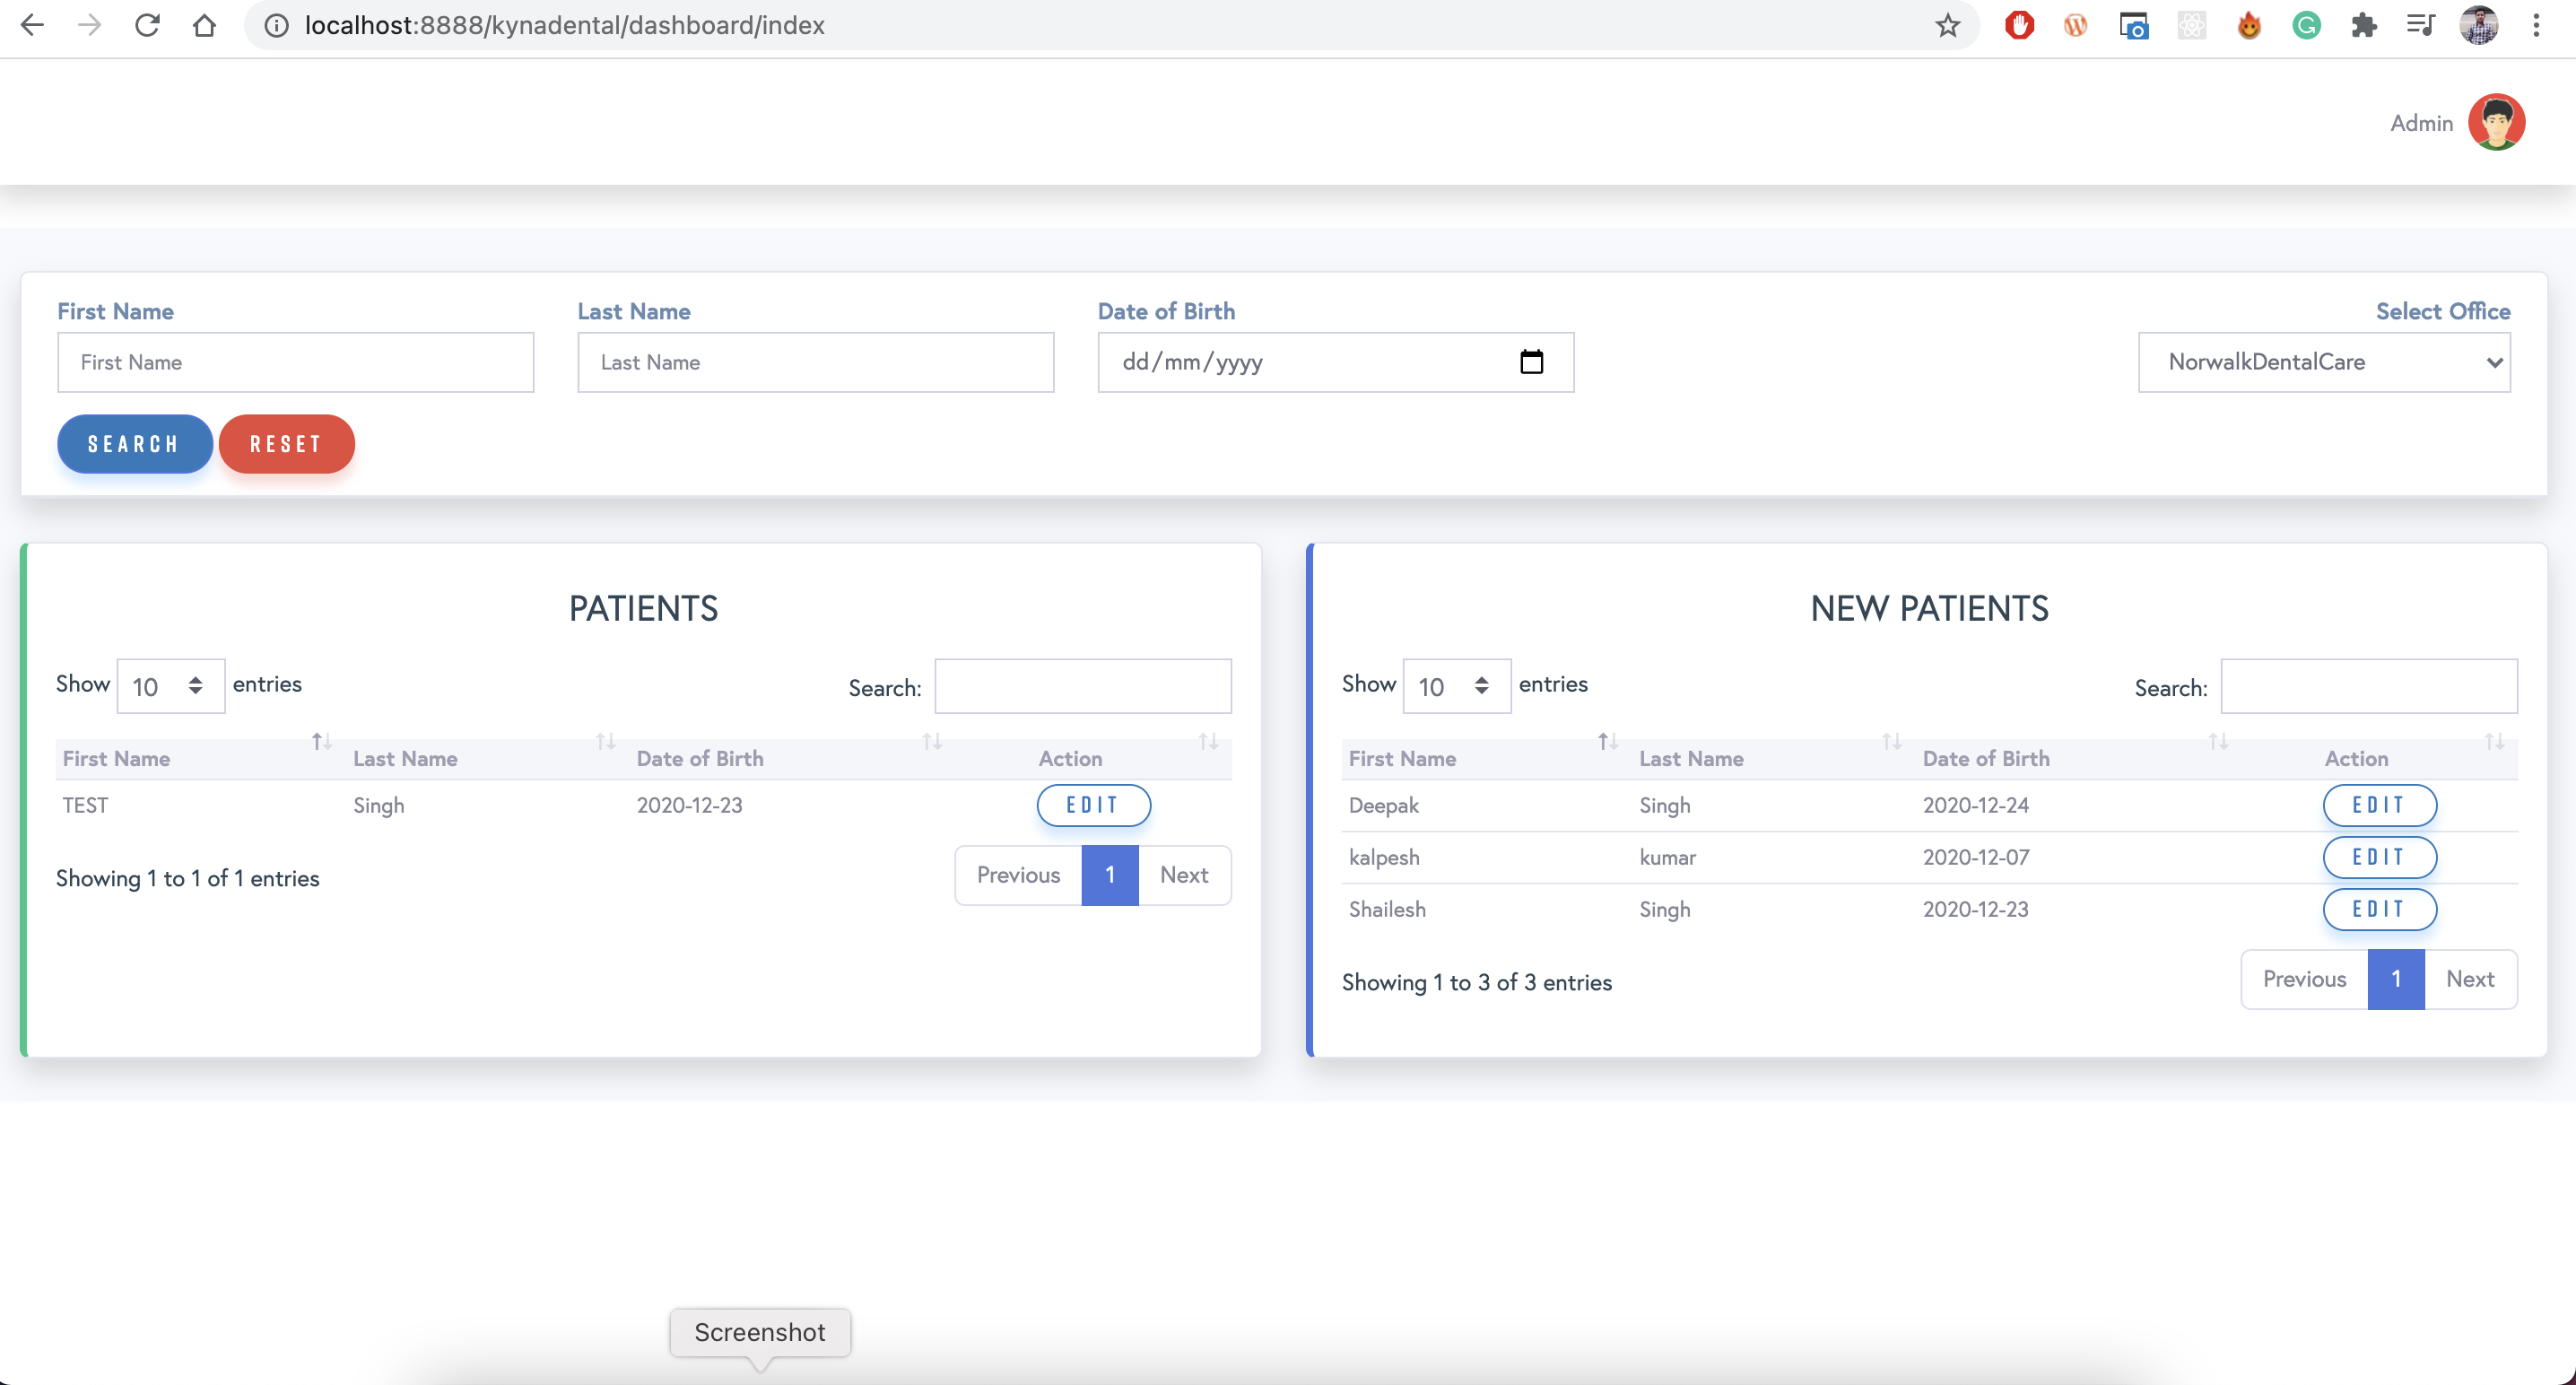 localhost:8888/kynadental/dashboard/index
Admin
First Name Last Name Date of Birth Select Office
First Name Last Name dd/mm/yyyy NorwalkDentalCare
SEARCH RESET
PATIENTS
Show 10 entries Search:
First Name Last Name Date of Birth Action
TEST Singh 2020-12-23 EDIT
Showing 1 to 1 of 1 entries Previous 1 Next
NEW PATIENTS
Show 10 entries Search:
First Name Last Name Date of Birth Action
Deepak Singh 2020-12-24 EDIT
kalpesh kumar 2020-12-07 EDIT
Shailesh Singh 2020-12-23 EDIT
Showing 1 to 3 of 3 entries Previous 1 Next
Screenshot